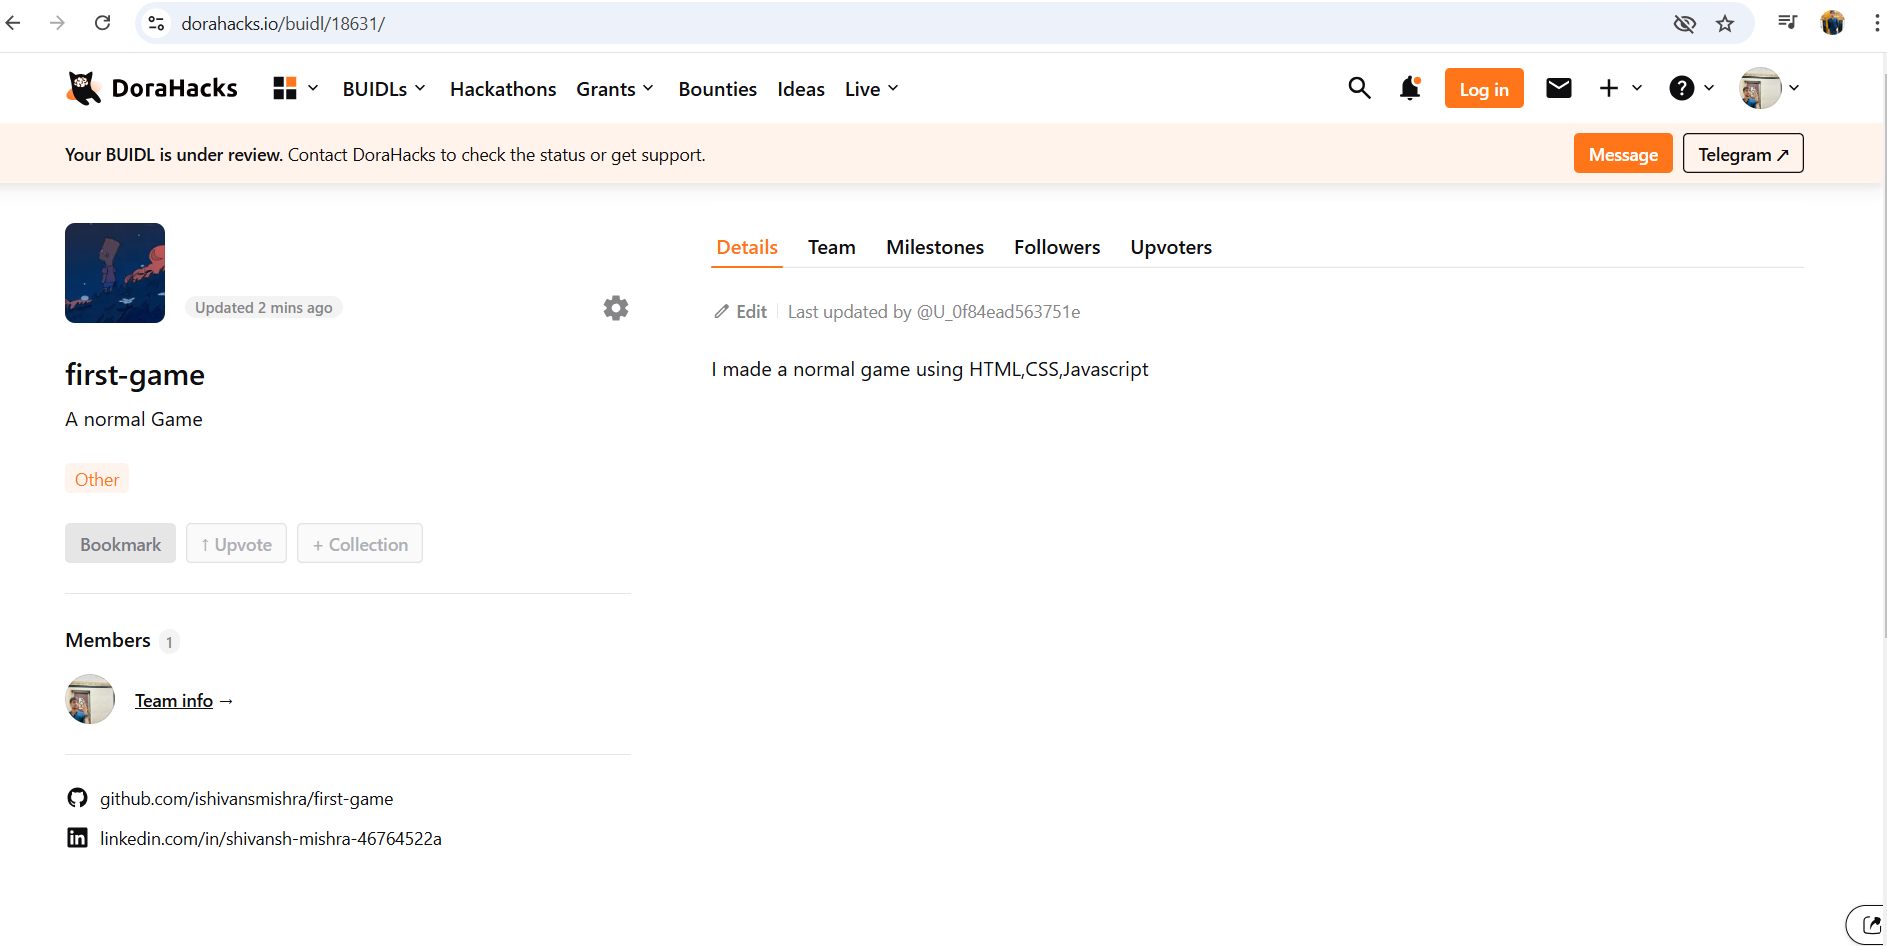 dorahacks.io/buidl/18631/
DoraHacks BUIDLs Hackathons Grants Bounties Ideas Live Log in
Your BUIDL is under review. Contact DoraHacks to check the status or get support. Message Telegram ↗
Updated 2 mins ago
first-game
A normal Game
Other
Bookmark ↑ Upvote + Collection
Members 1
Team info →
github.com/ishivansmishra/first-game
linkedin.com/in/shivansh-mishra-46764522a
Details Team Milestones Followers Upvoters
Edit Last updated by @U_0f84ead563751e
I made a normal game using HTML,CSS,Javascript